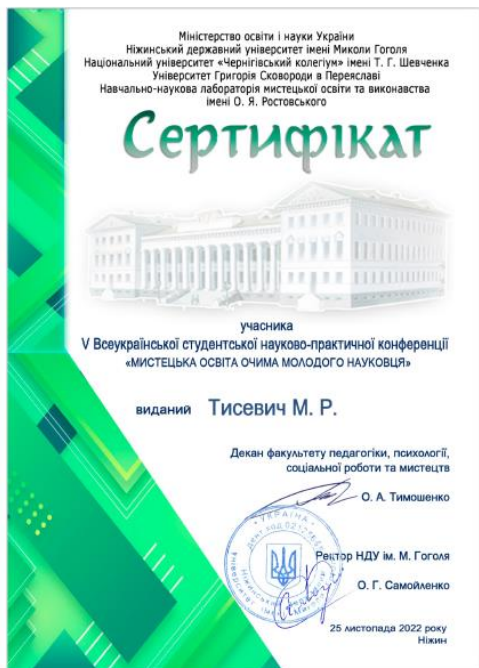 Міністерство освіти і науки України
Ніжинський державний університет імені Миколи Гоголя
Національний університет «Чернігівський колегіум» імені Т. Г. Шевченка
Університет Григорія Сковороди в Переяславі
Навчально-наукова лабораторія мистецької освіти та виконавства
імені О. Я. Ростовського
Сертифікат
учасника
V Всеукраїнської студентської науково-практичної конференції
«МИСТЕЦЬКА ОСВІТА ОЧИМА МОЛОДОГО НАУКОВЦЯ»
виданий Тисевич М. Р.
Декан факультету педагогіки, психології,
соціальної роботи та мистецтв
О. А. Тимошенко
УКРАЇНА
Ректор НДУ ім. М. Гоголя
О. Г. Самойленко
25 листопада 2022 року
Ніжин